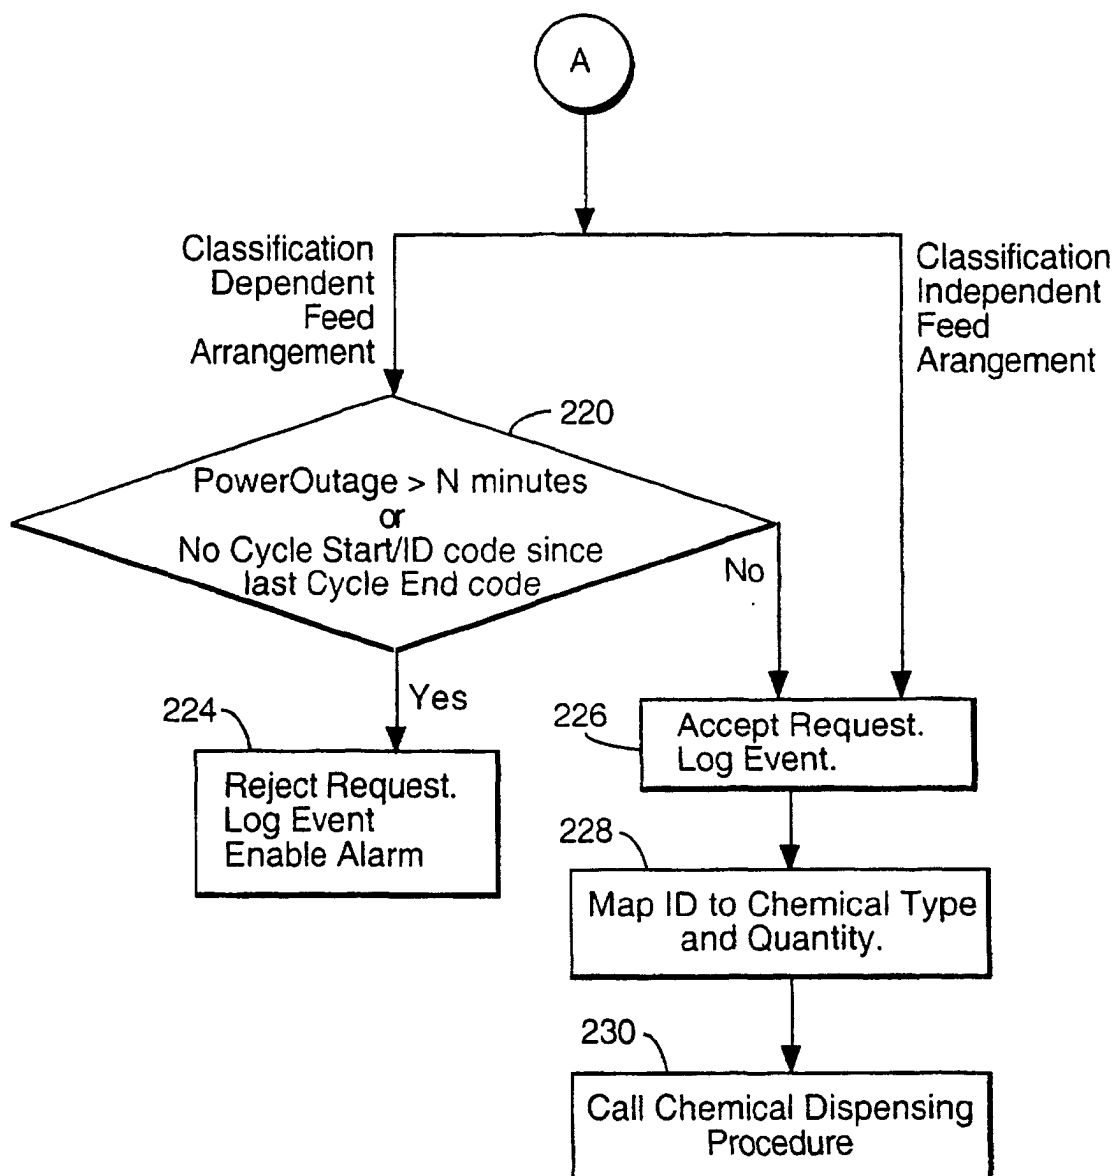 A
Classification
Dependent
Feed
Arrangement
Classification
Independent
Feed
Arangement
220
PowerOutage > N minutes
or
No Cycle Start/ID code since
last Cycle End code
No
Yes
224
Reject Request.
Log Event
Enable Alarm
226
Accept Request.
Log Event.
228
Map ID to Chemical Type
and Quantity.
230
Call Chemical Dispensing
Procedure